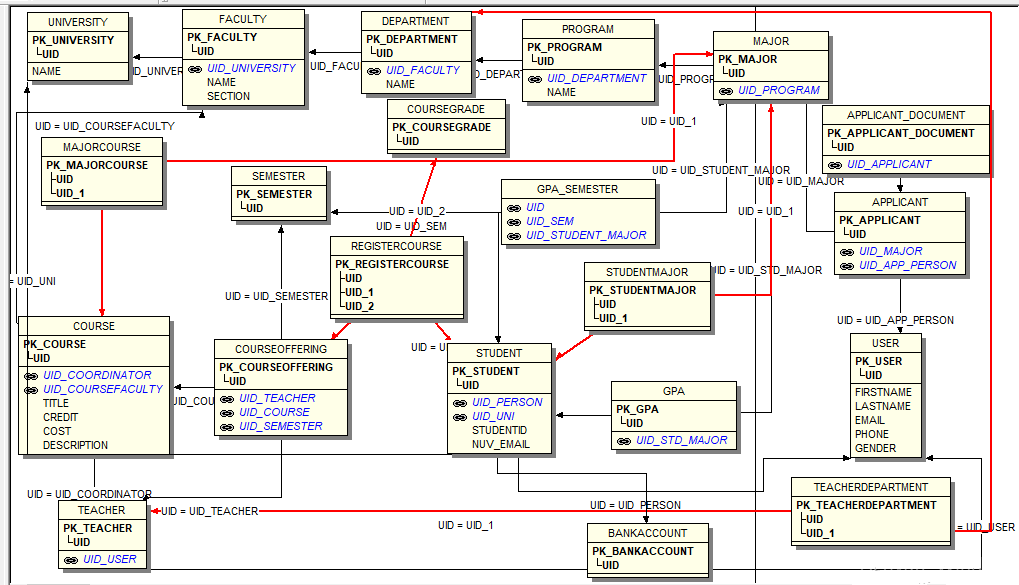 UNIVERSITY
PK_UNIVERSITY
UID
NAME
FACULTY
PK_FACULTY
UID
UID_UNIVERSITY
NAME
SECTION
DEPARTMENT
PK_DEPARTMENT
UID
UID_FACULTY
NAME
PROGRAM
PK_PROGRAM
UID
UID_DEPARTMENT
NAME
MAJOR
PK_MAJOR
UID
UID_PROGRAM
ID_UNIVER
UID_FACU
D_DEPART
UID_PROGR
COURSEGRADE
PK_COURSEGRADE
UID
UID = UID_1
APPLICANT_DOCUMENT
PK_APPLICANT_DOCUMENT
UID
UID_APPLICANT
UID = UID_COURSEFACULTY
MAJORCOURSE
PK_MAJORCOURSE
UID
UID_1
SEMESTER
PK_SEMESTER
UID
GPA_SEMESTER
UID
UID_SEM
UID_STUDENT_MAJOR
UID = UID_STUDENT_MAJOR
UID = UID_MAJOR
APPLICANT
PK_APPLICANT
UID
UID_MAJOR
UID_APP_PERSON
UID = UID_2
UID = UID_SEM
UID = UID_1
REGISTERCOURSE
PK_REGISTERCOURSE
UID
UID_1
UID_2
STUDENTMAJOR
PK_STUDENTMAJOR
UID
UID_1
UID = UID_STD_MAJOR
= UID_UNI
UID = UID_SEMESTER
UID = UID_APP_PERSON
COURSE
PK_COURSE
UID
UID_COORDINATOR
UID_COURSEFACULTY
TITLE
CREDIT
COST
DESCRIPTION
COURSEOFFERING
PK_COURSEOFFERING
UID
UID_TEACHER
UID_COURSE
UID_SEMESTER
UID_COU
UID = U
STUDENT
PK_STUDENT
UID
UID_PERSON
UID_UNI
STUDENTID
NUV_EMAIL
GPA
PK_GPA
UID
UID_STD_MAJOR
USER
PK_USER
UID
FIRSTNAME
LASTNAME
EMAIL
PHONE
GENDER
UID = UID_COORDINATOR
TEACHER
PK_TEACHER
UID
UID_USER
UID = UID_TEACHER
UID = UID_1
UID = UID_PERSON
BANKACCOUNT
PK_BANKACCOUNT
UID
TEACHERDEPARTMENT
PK_TEACHERDEPARTMENT
UID
UID_1
= UID_USER